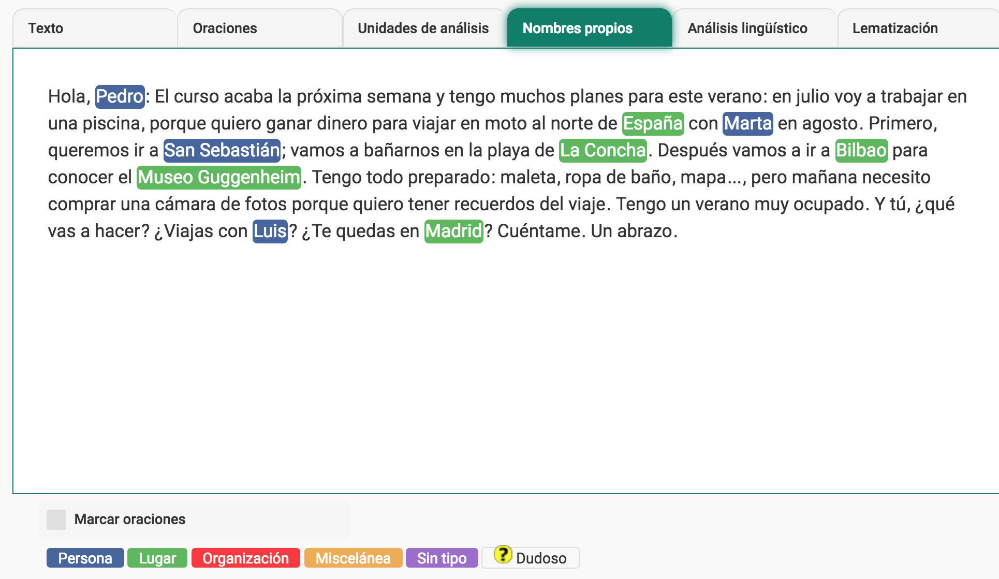 Texto Oraciones Unidades de análisis Nombres propios Análisis lingüístico Lematización
Hola, Pedro: El curso acaba la próxima semana y tengo muchos planes para este verano: en julio voy a trabajar en
una piscina, porque quiero ganar dinero para viajar en moto al norte de España con Marta en agosto. Primero,
queremos ir a San Sebastián; vamos a bañarnos en la playa de La Concha. Después vamos a ir a Bilbao para
conocer el Museo Guggenheim. Tengo todo preparado: maleta, ropa de baño, mapa..., pero mañana necesito
comprar una cámara de fotos porque quiero tener recuerdos del viaje. Tengo un verano muy ocupado. Y tú, ¿qué
vas a hacer? ¿Viajas con Luis? ¿Te quedas en Madrid? Cuéntame. Un abrazo.
Marcar oraciones
Persona Lugar Organización Miscelánea Sin tipo ? Dudoso